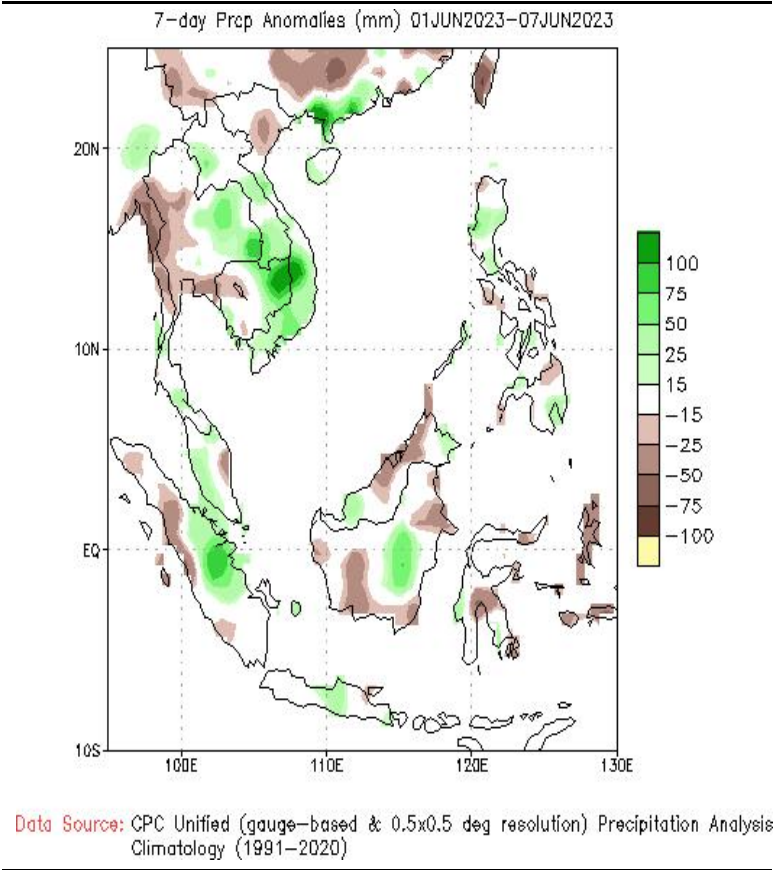 7-day Prcp Anomalies (mm) 01JUN2023-07JUN2023
20N
10N
EQ
10S
100E 110E 120E 130E
100
75
50
25
15
-15
-25
-50
-75
-100
Data Source: CPC Unified (gauge-based & 0.5x0.5 deg resolution) Precipitation Analysis
Climatology (1991-2020)